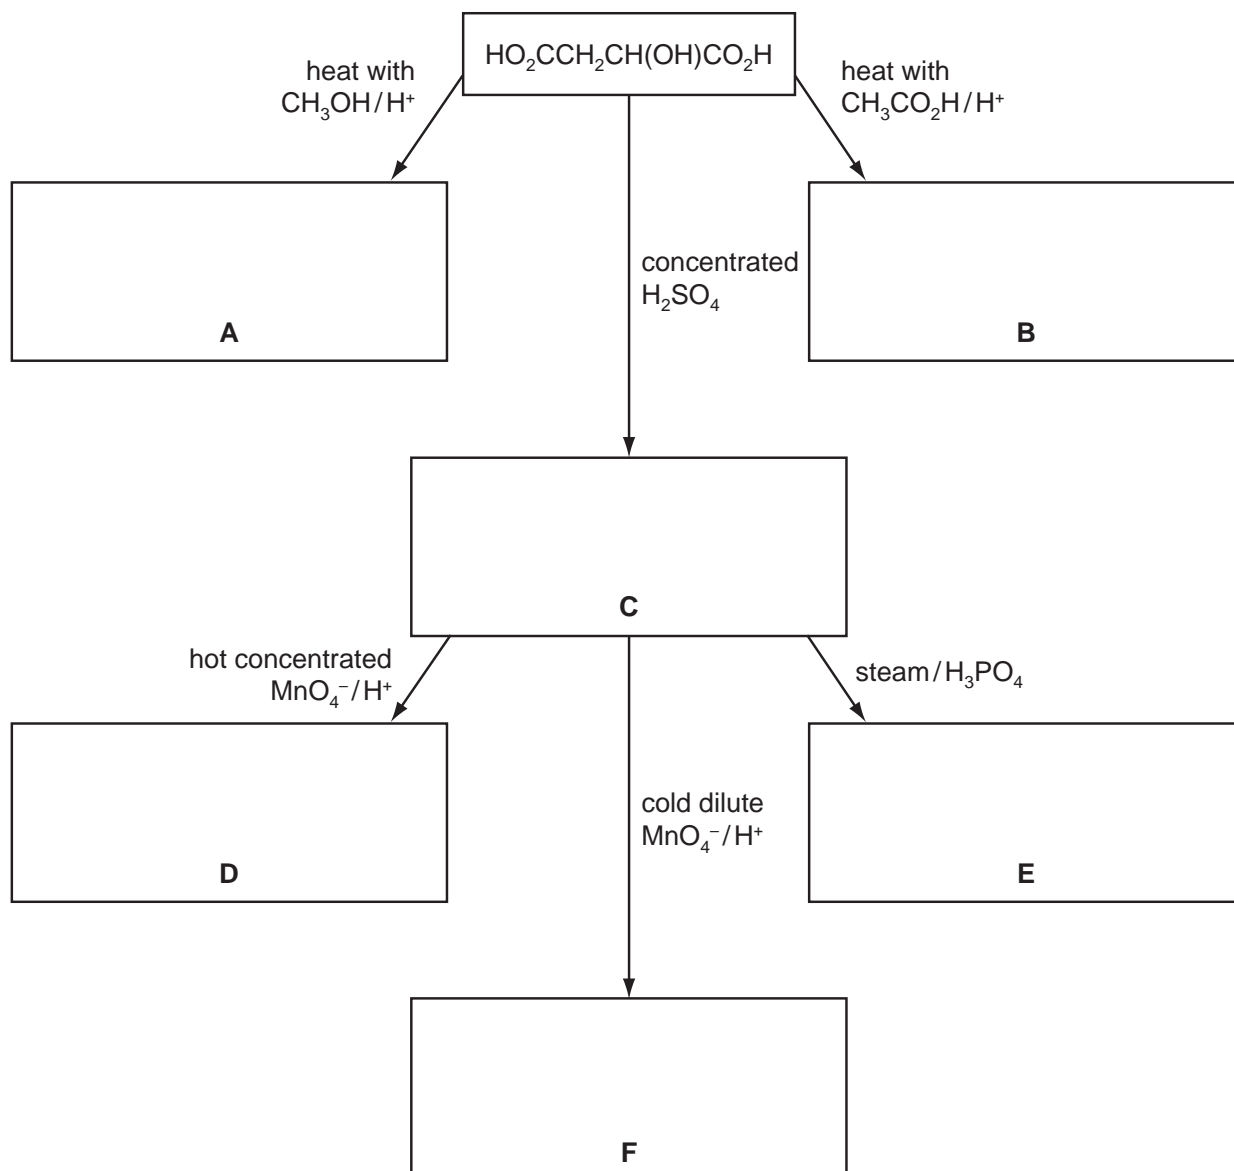 HO₂CCH₂CH(OH)CO₂H
heat with
CH₃OH/H⁺
heat with
CH₃CO₂H/H⁺
concentrated
H₂SO₄
A
B
C
hot concentrated
MnO₄⁻/H⁺
steam/H₃PO₄
cold dilute
MnO₄⁻/H⁺
D
E
F